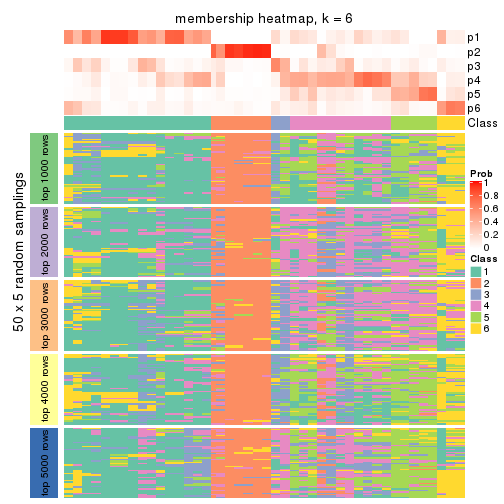 membership heatmap, k = 6
p1
p2
p3
p4
p5
p6
Class
50 x 5 random samplings
top 1000 rows
top 2000 rows
top 3000 rows
top 4000 rows
top 5000 rows
Prob
1
0.8
0.6
0.4
0.2
0
Class
1
2
3
4
5
6